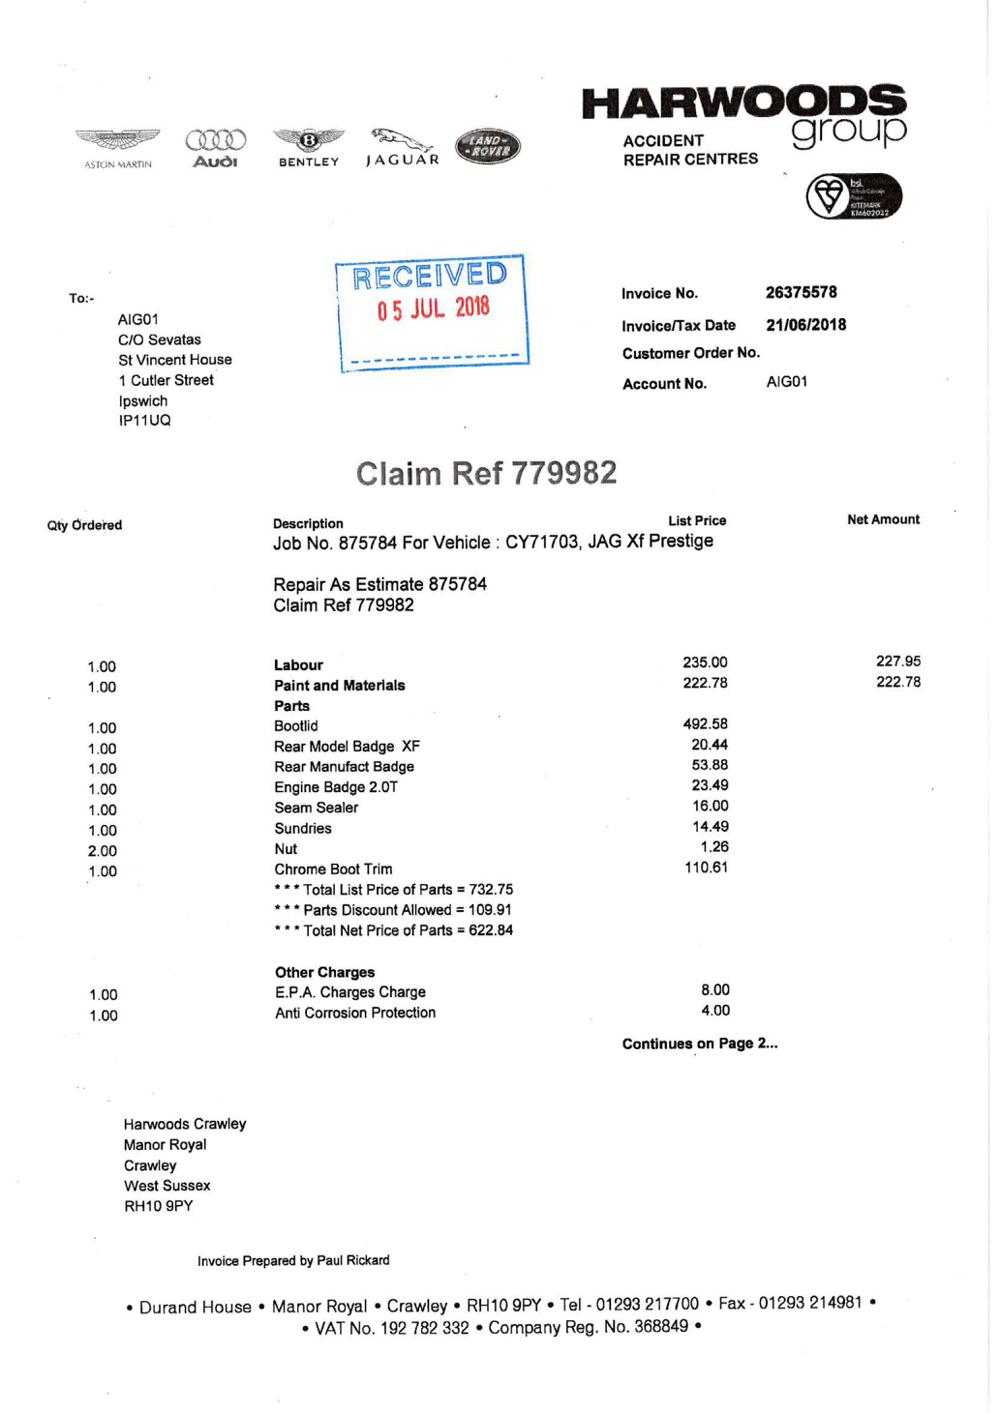 HARWOODS
group
ACCIDENT
REPAIR CENTRES
ASTON MARTIN
Audi
BENTLEY
JAGUAR
LAND-
-ROVER
bsi.
KITEMARK
KM602032
RECEIVED
05 JUL 2018
To:-
AIG01
C/O Sevatas
St Vincent House
1 Cutler Street
Ipswich
IP11UQ
Invoice No. 26375578
Invoice/Tax Date 21/06/2018
Customer Order No.
Account No. AIG01
Claim Ref 779982
Qty Ordered Description List Price Net Amount
Job No. 875784 For Vehicle : CY71703, JAG Xf Prestige
Repair As Estimate 875784
Claim Ref 779982
1.00 Labour 235.00 227.95
1.00 Paint and Materials 222.78 222.78
Parts
1.00 Bootlid 492.58
1.00 Rear Model Badge XF 20.44
1.00 Rear Manufact Badge 53.88
1.00 Engine Badge 2.0T 23.49
1.00 Seam Sealer 16.00
1.00 Sundries 14.49
2.00 Nut 1.26
1.00 Chrome Boot Trim 110.61
* * * Total List Price of Parts = 732.75
* * * Parts Discount Allowed = 109.91
* * * Total Net Price of Parts = 622.84
Other Charges
1.00 E.P.A. Charges Charge 8.00
1.00 Anti Corrosion Protection 4.00
Continues on Page 2...
Harwoods Crawley
Manor Royal
Crawley
West Sussex
RH10 9PY
Invoice Prepared by Paul Rickard
• Durand House • Manor Royal • Crawley • RH10 9PY • Tel - 01293 217700 • Fax - 01293 214981 •
• VAT No. 192 782 332 • Company Reg. No. 368849 •